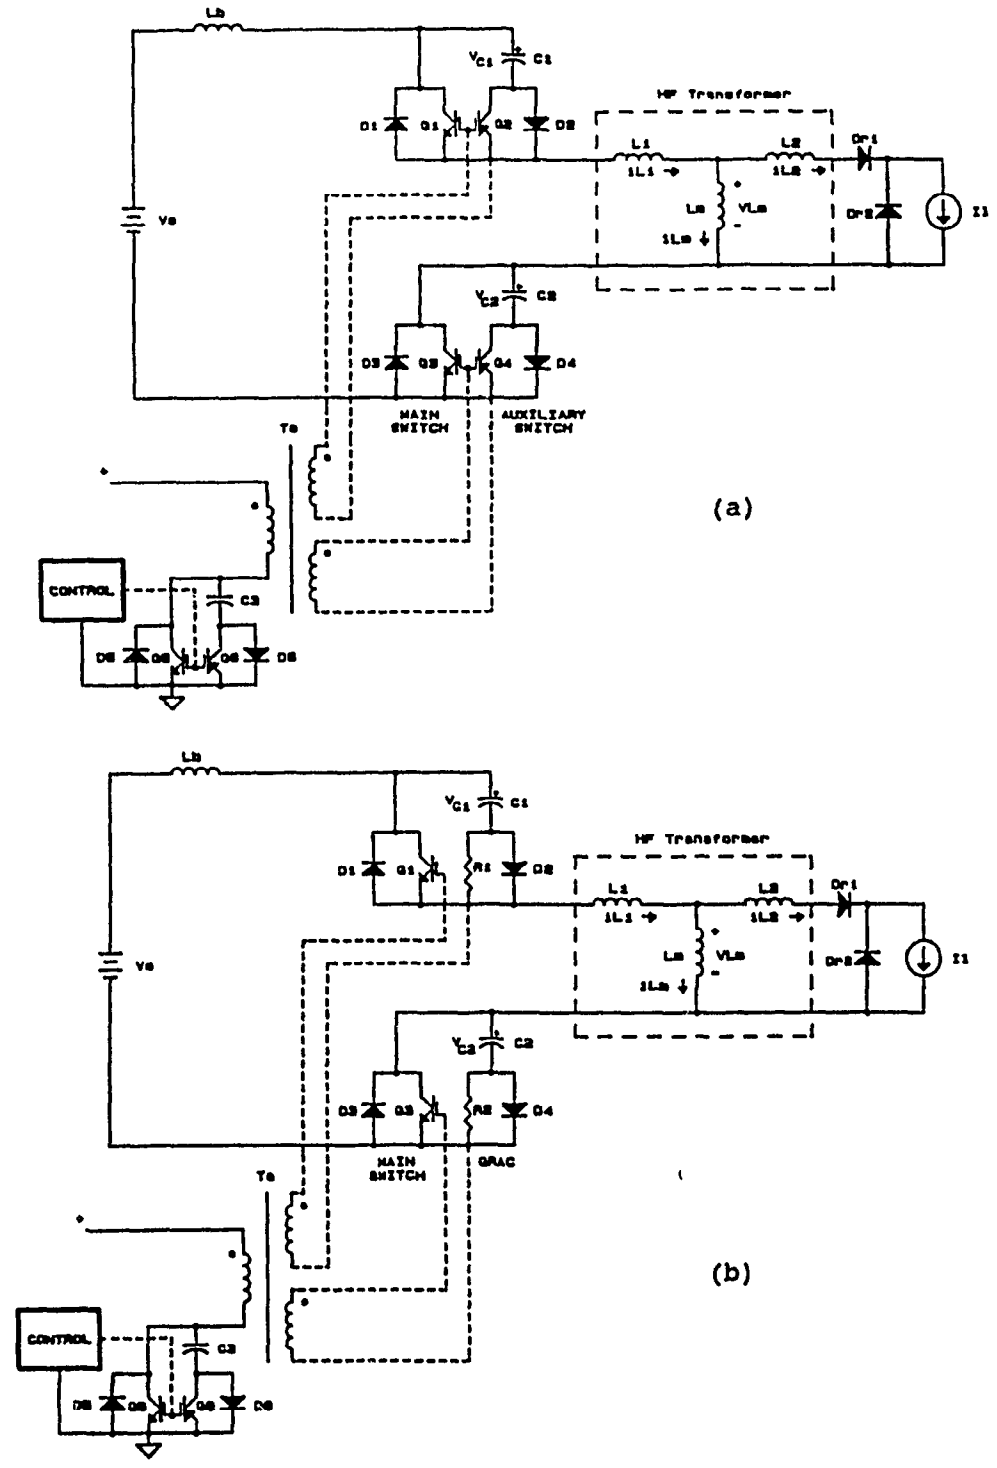 Lb
VC1
C1
HF Transformer
D1
Q1
Q2
D2
L1
L2
Dr1
iL1
iL2
Vs
Lm
VLm
Dr2
I1
iLm
VC2
C2
D3
Q3
Q4
D4
MAIN SWITCH
AUXILIARY SWITCH
(a)
CONTROL
C3
Lb
VC1
C1
HF Transformer
D1
Q1
R1
D2
L1
L2
Dr1
iL1
iL2
Vs
Lm
VLm
Dr2
I1
iLm
VC2
C2
D3
Q3
R2
D4
MAIN SWITCH
QRAC
(b)
CONTROL
C3